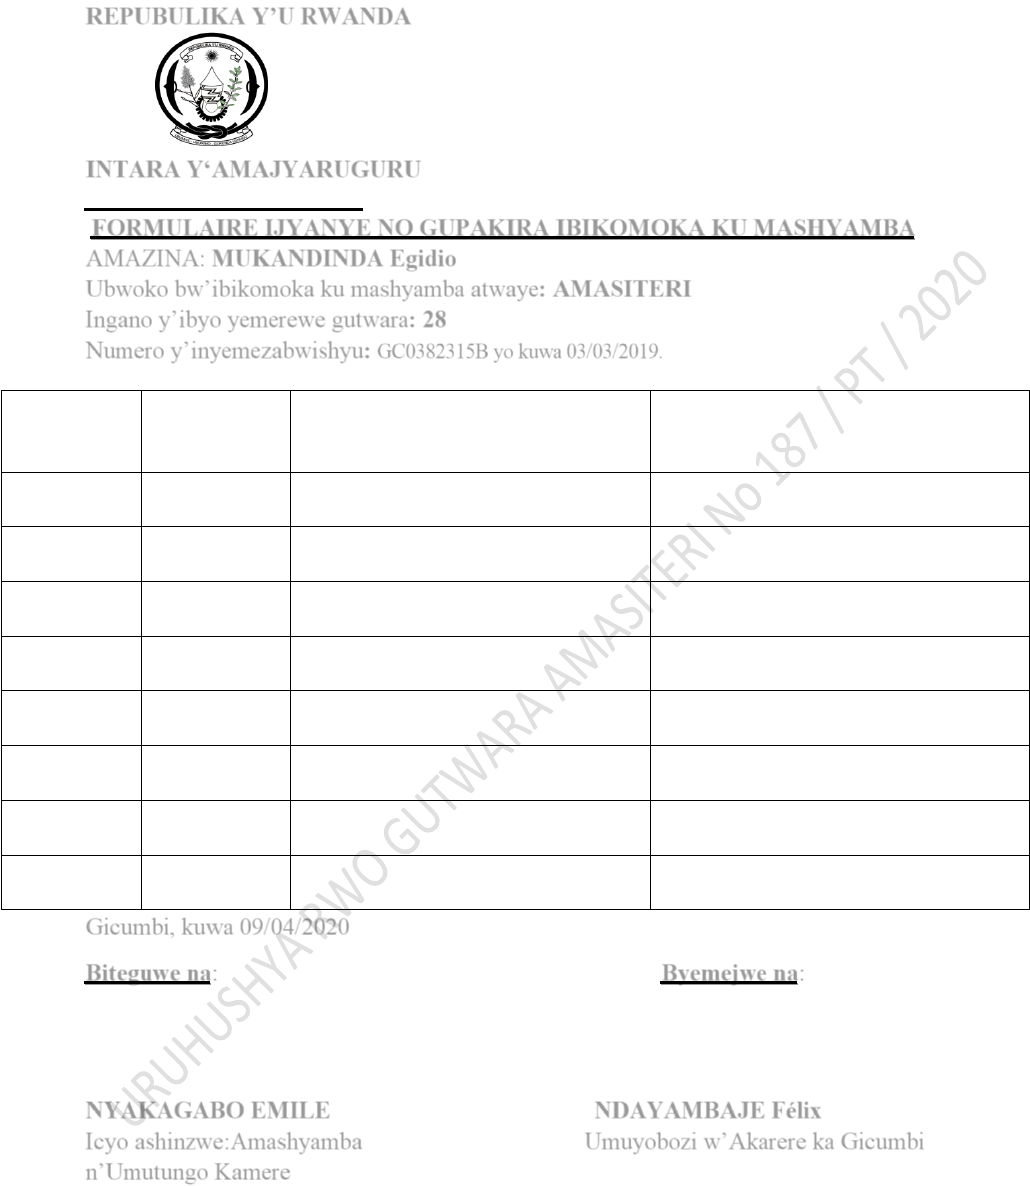 REPUBULIKA Y’U RWANDA
INTARA Y‘AMAJYARUGURU
FORMULAIRE IJYANYE NO GUPAKIRA IBIKOMOKA KU MASHYAMBA
AMAZINA: MUKANDINDA Egidio
Ubwoko bw’ibikomoka ku mashyamba atwaye: AMASITERI
Ingano y’ibyo yemerewe gutwara: 28
Numero y’inyemezabwishyu: GC0382315B yo kuwa 03/03/2019.
URUHUSHYA RWO GUTWARA AMASITERI No 187 / PT / 2020
Gicumbi, kuwa 09/04/2020
Biteguwe na: Byemejwe na:
NYAKAGABO EMILE NDAYAMBAJE Félix
Icyo ashinzwe:Amashyamba Umuyobozi w’Akarere ka Gicumbi
n’Umutungo Kamere